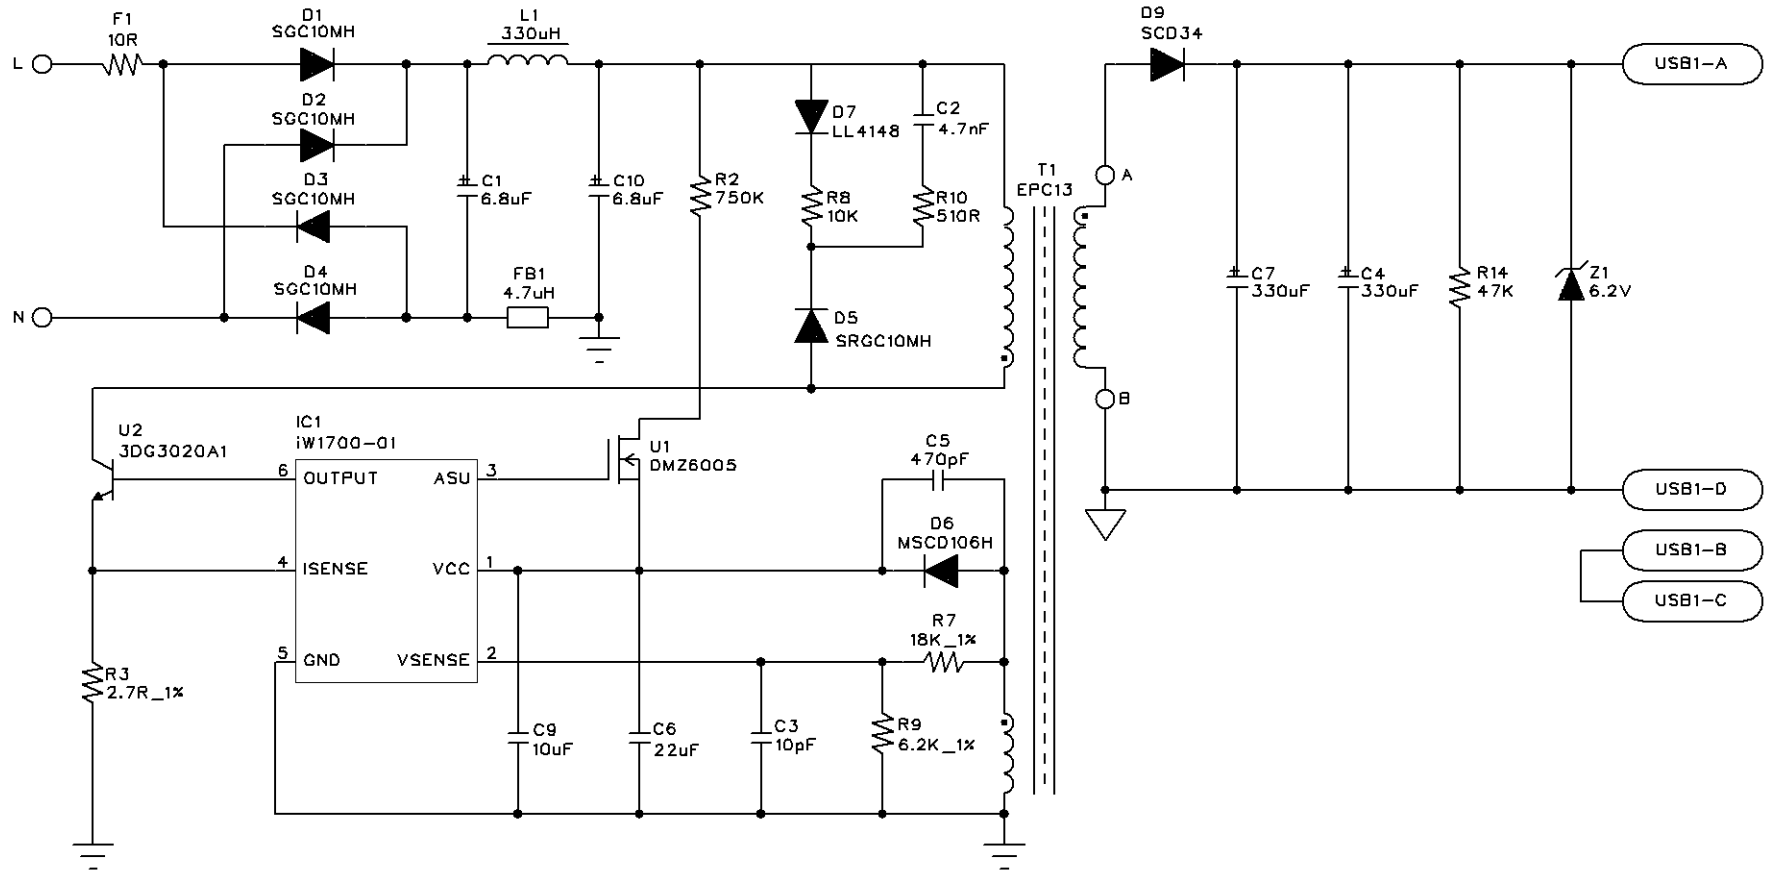 F1
10R
L
D1
SGC10MH
L1
330uH
D2
SGC10MH
D3
SGC10MH
D4
SGC10MH
N
C1
6.8uF
C10
6.8uF
FB1
4.7uH
R2
750K
D7
LL4148
C2
4.7nF
R8
10K
R10
510R
D5
SRGC10MH
T1
EPC13
D9
SCD34
A
B
C7
330uF
C4
330uF
R14
47K
Z1
6.2V
USB1-A
USB1-D
USB1-B
USB1-C
U2
3DG3020A1
IC1
iW1700-01
6 OUTPUT
ASU 3
4 ISENSE
VCC 1
5 GND
VSENSE 2
U1
DMZ6005
C5
470pF
D6
MSCD106H
R7
18K_1%
R3
2.7R_1%
C9
10uF
C6
22uF
C3
10pF
R9
6.2K_1%